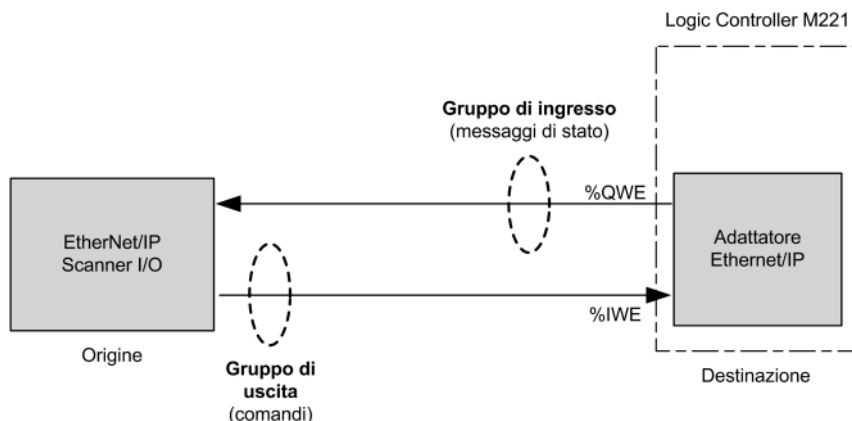 Logic Controller M221
Gruppo di ingresso
(messaggi di stato)
%QWE
EtherNet/IP
Scanner I/O
Adattatore
Ethernet/IP
%IWE
Origine
Gruppo di
uscita
(comandi)
Destinazione